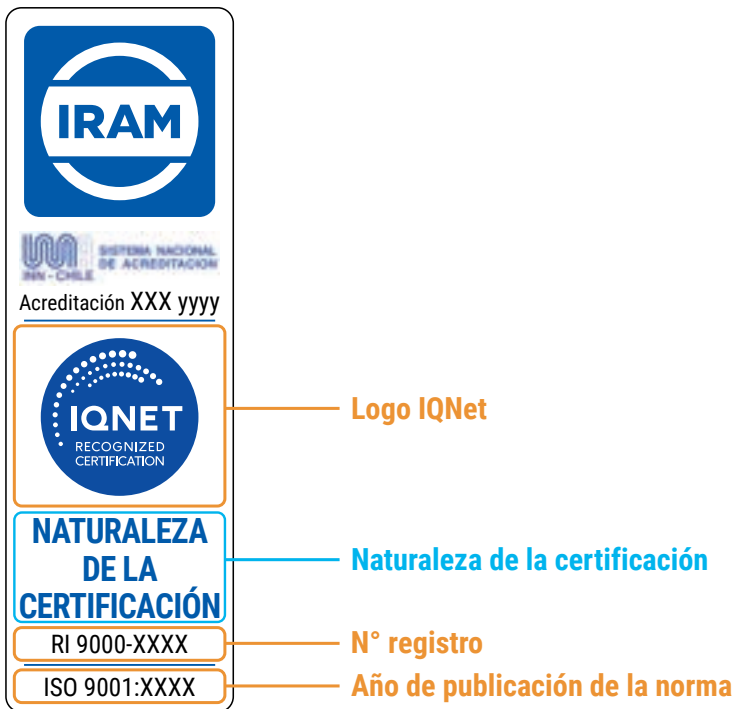 IRAM
SISTEMA NACIONAL
DE ACREDITACION
INN - CHILE
Acreditación XXX yyyy
IQNET
RECOGNIZED
CERTIFICATION
Logo IQNet
NATURALEZA
DE LA
CERTIFICACIÓN
Naturaleza de la certificación
RI 9000-XXXX
N° registro
ISO 9001:XXXX
Año de publicación de la norma